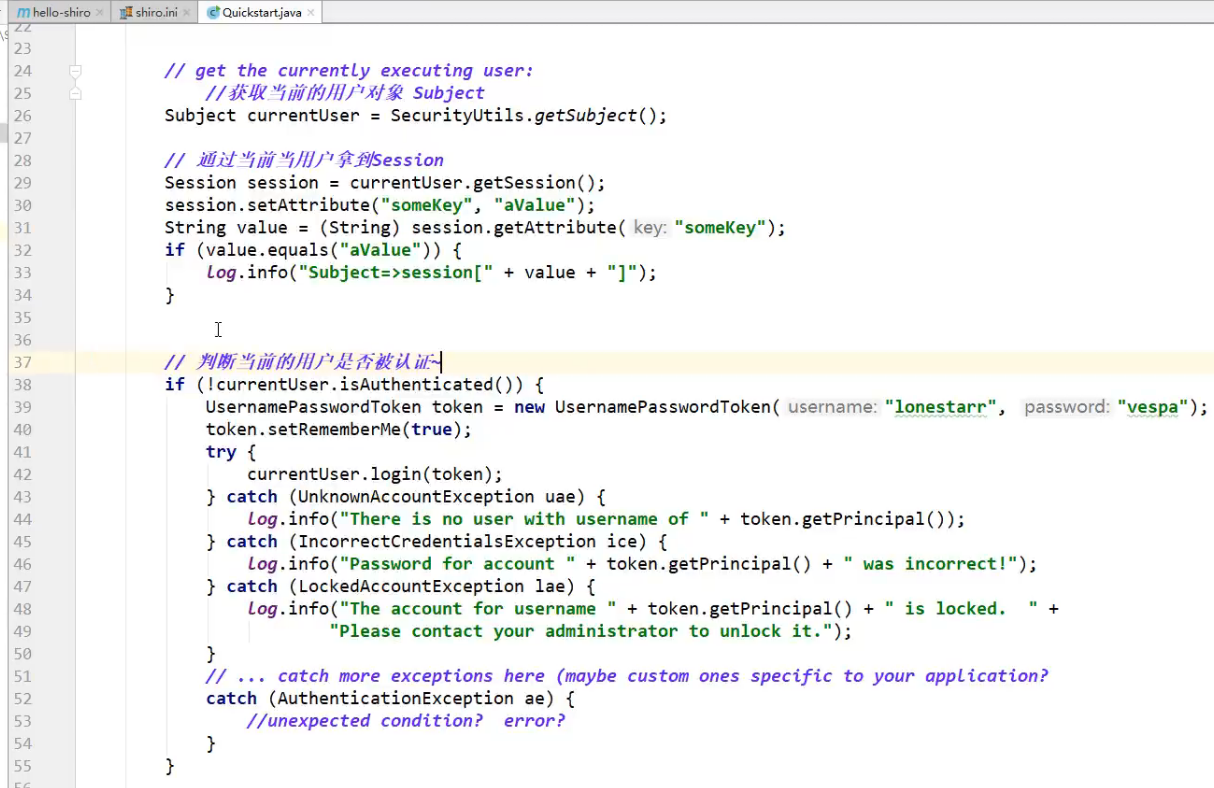 hello-shiro × shiro.ini × Quickstart.java ×
22
23
24 // get the currently executing user:
25 //获取当前的用户对象 Subject
26 Subject currentUser = SecurityUtils.getSubject();
27
28 // 通过当前当用户拿到Session
29 Session session = currentUser.getSession();
30 session.setAttribute("someKey", "aValue");
31 String value = (String) session.getAttribute( key: "someKey");
32 if (value.equals("aValue")) {
33 log.info("Subject=>session[" + value + "]");
34 }
35
36
37 // 判断当前的用户是否被认证~
38 if (!currentUser.isAuthenticated()) {
39 UsernamePasswordToken token = new UsernamePasswordToken( username: "lonestarr", password: "vespa");
40 token.setRememberMe(true);
41 try {
42 currentUser.login(token);
43 } catch (UnknownAccountException uae) {
44 log.info("There is no user with username of " + token.getPrincipal());
45 } catch (IncorrectCredentialsException ice) {
46 log.info("Password for account " + token.getPrincipal() + " was incorrect!");
47 } catch (LockedAccountException lae) {
48 log.info("The account for username " + token.getPrincipal() + " is locked.  " +
49 "Please contact your administrator to unlock it.");
50 }
51 // ... catch more exceptions here (maybe custom ones specific to your application?
52 catch (AuthenticationException ae) {
53 //unexpected condition?  error?
54 }
55 }
56